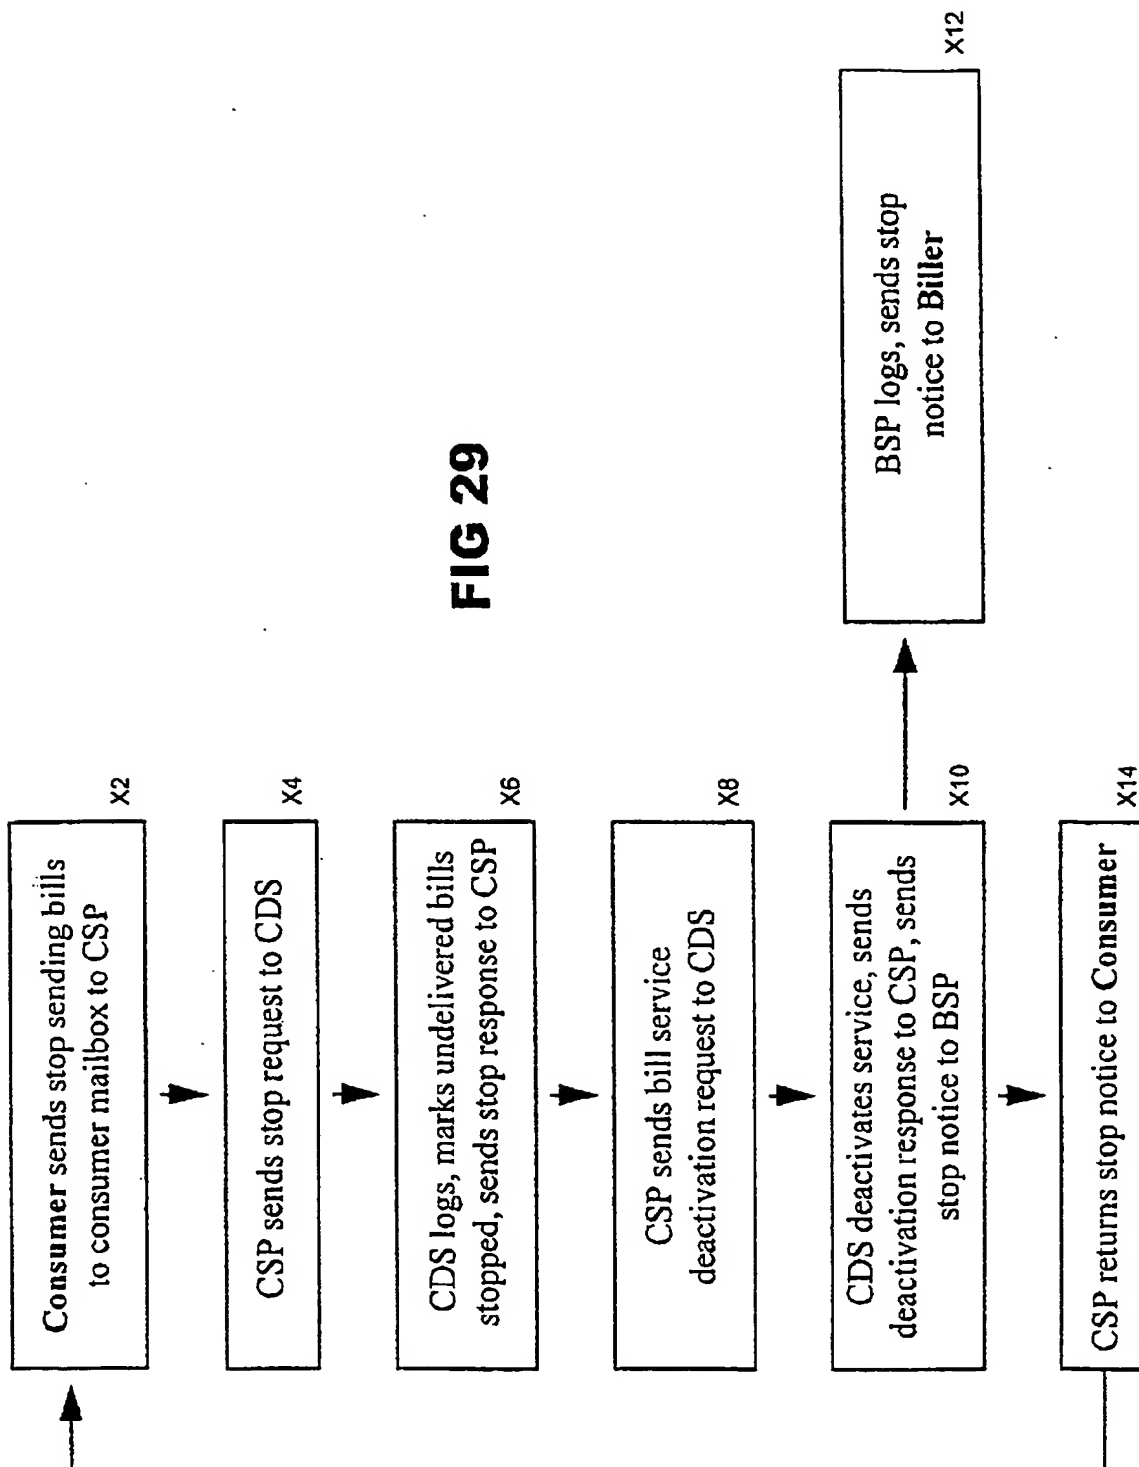 Consumer sends stop sending bills
to consumer mailbox to CSP
X2
CSP sends stop request to CDS
X4
CDS logs, marks undelivered bills
stopped, sends stop response to CSP
X6
CSP sends bill service
deactivation request to CDS
X8
CDS deactivates service, sends
deactivation response to CSP, sends
stop notice to BSP
X10
BSP logs, sends stop
notice to Biller
X12
CSP returns stop notice to Consumer
X14
FIG 29